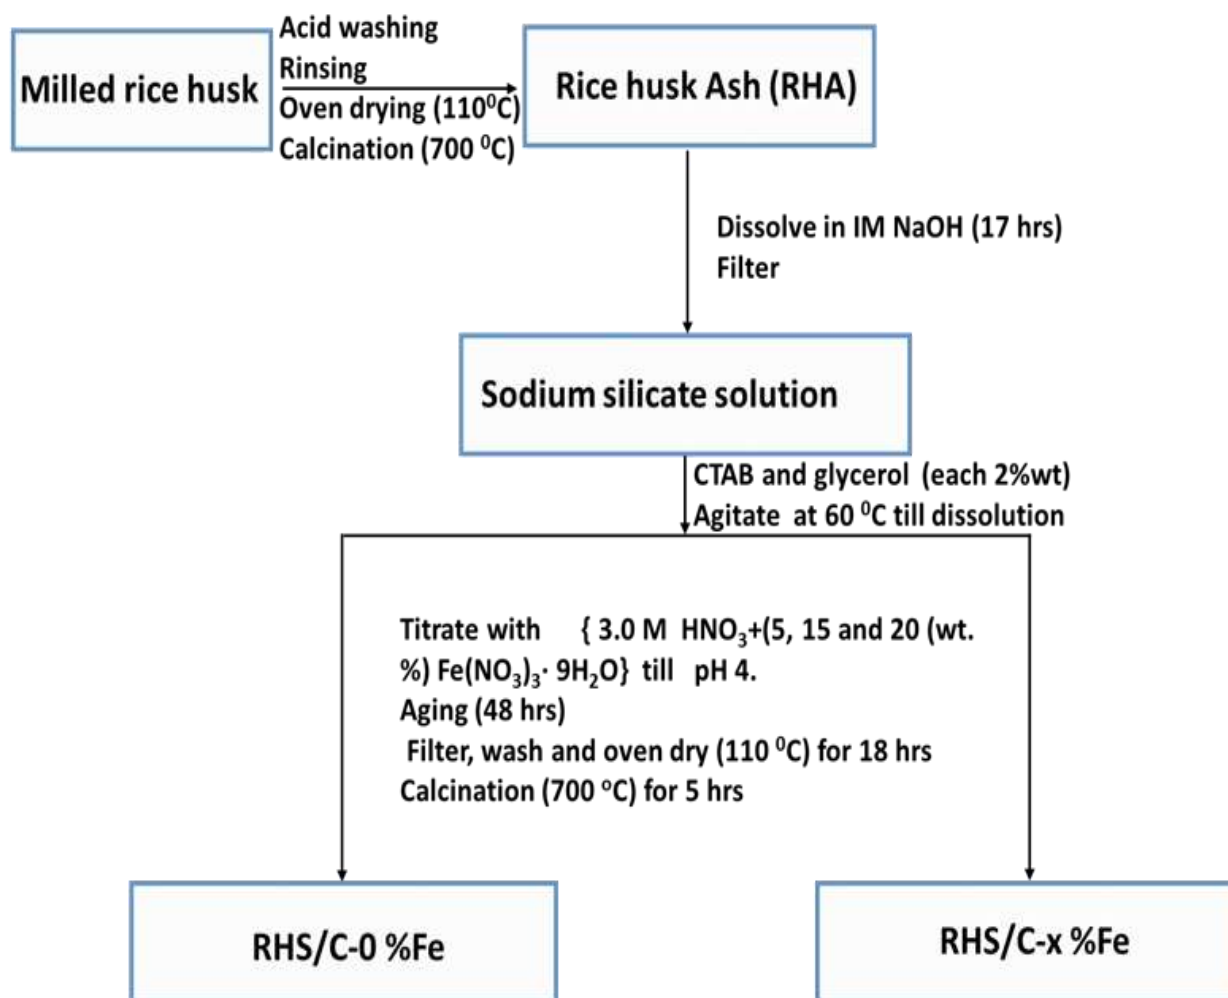 Milled rice husk
Acid washing
Rinsing
Oven drying (110⁰C)
Calcination (700 ⁰C)
Rice husk Ash (RHA)
Dissolve in IM NaOH (17 hrs)
Filter
Sodium silicate solution
CTAB and glycerol (each 2%wt)
Agitate at 60 ⁰C till dissolution
Titrate with { 3.0 M HNO₃+(5, 15 and 20 (wt.
%) Fe(NO₃)₃· 9H₂O} till pH 4.
Aging (48 hrs)
Filter, wash and oven dry (110 ⁰C) for 18 hrs
Calcination (700 ᵒC) for 5 hrs
RHS/C-0 %Fe
RHS/C-x %Fe